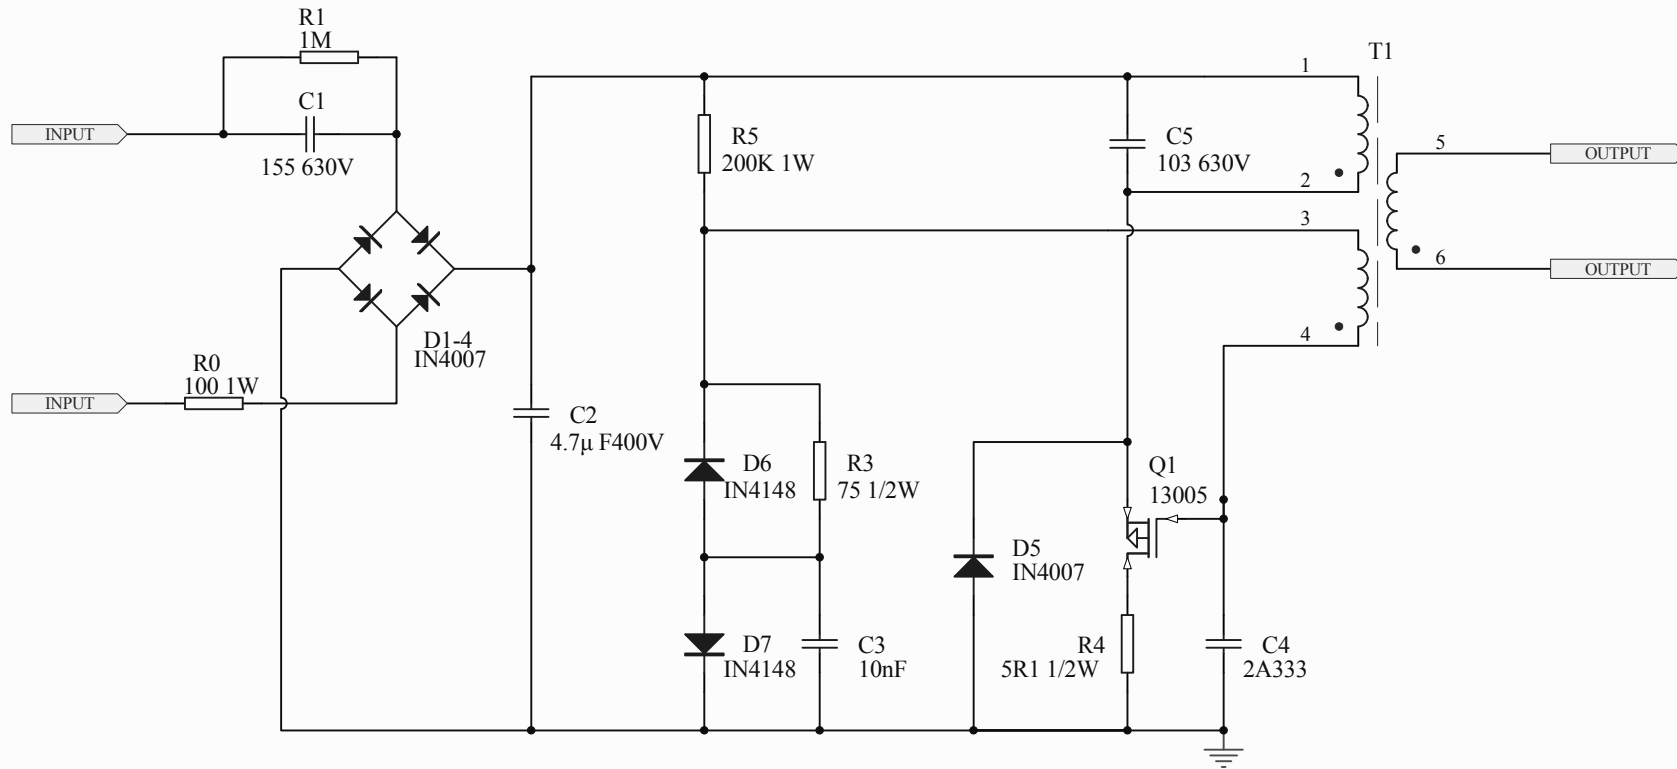 R1
1M
T1
1
C1
INPUT
R5
200K 1W
C5
103 630V
155 630V
5
OUTPUT
2
3
6
OUTPUT
4
D1-4
IN4007
R0
100 1W
INPUT
C2
4.7µ F400V
D6
IN4148
R3
75 1/2W
Q1
13005
D5
IN4007
D7
IN4148
C3
10nF
R4
5R1 1/2W
C4
2A333